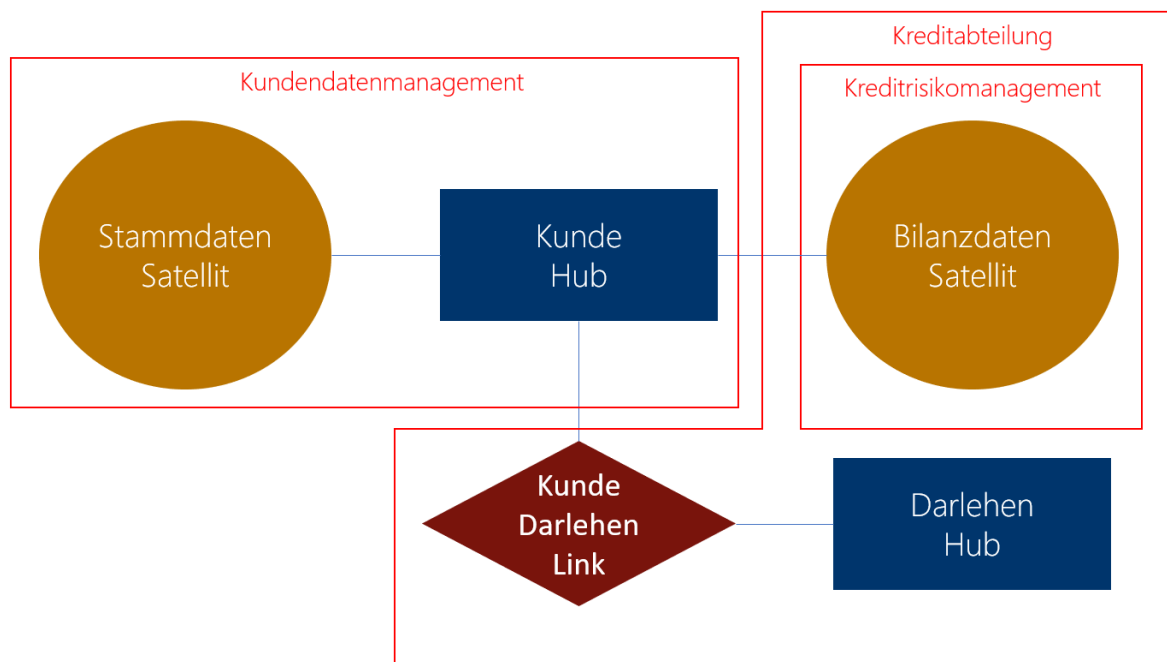 Kreditabteilung
Kundendatenmanagement
Kreditrisikomanagement
Stammdaten
Satellit
Kunde
Hub
Bilanzdaten
Satellit
Kunde
Darlehen
Link
Darlehen
Hub